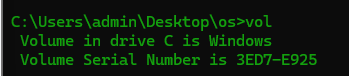 C:\Users\admin\Desktop\os>vol
Volume in drive C is Windows
Volume Serial Number is 3ED7-E925